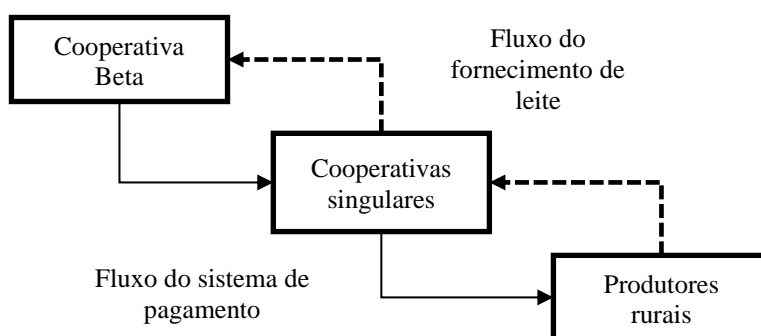 Cooperativa
Beta
Fluxo do
fornecimento de
leite
Cooperativas
singulares
Fluxo do sistema de
pagamento
Produtores
rurais